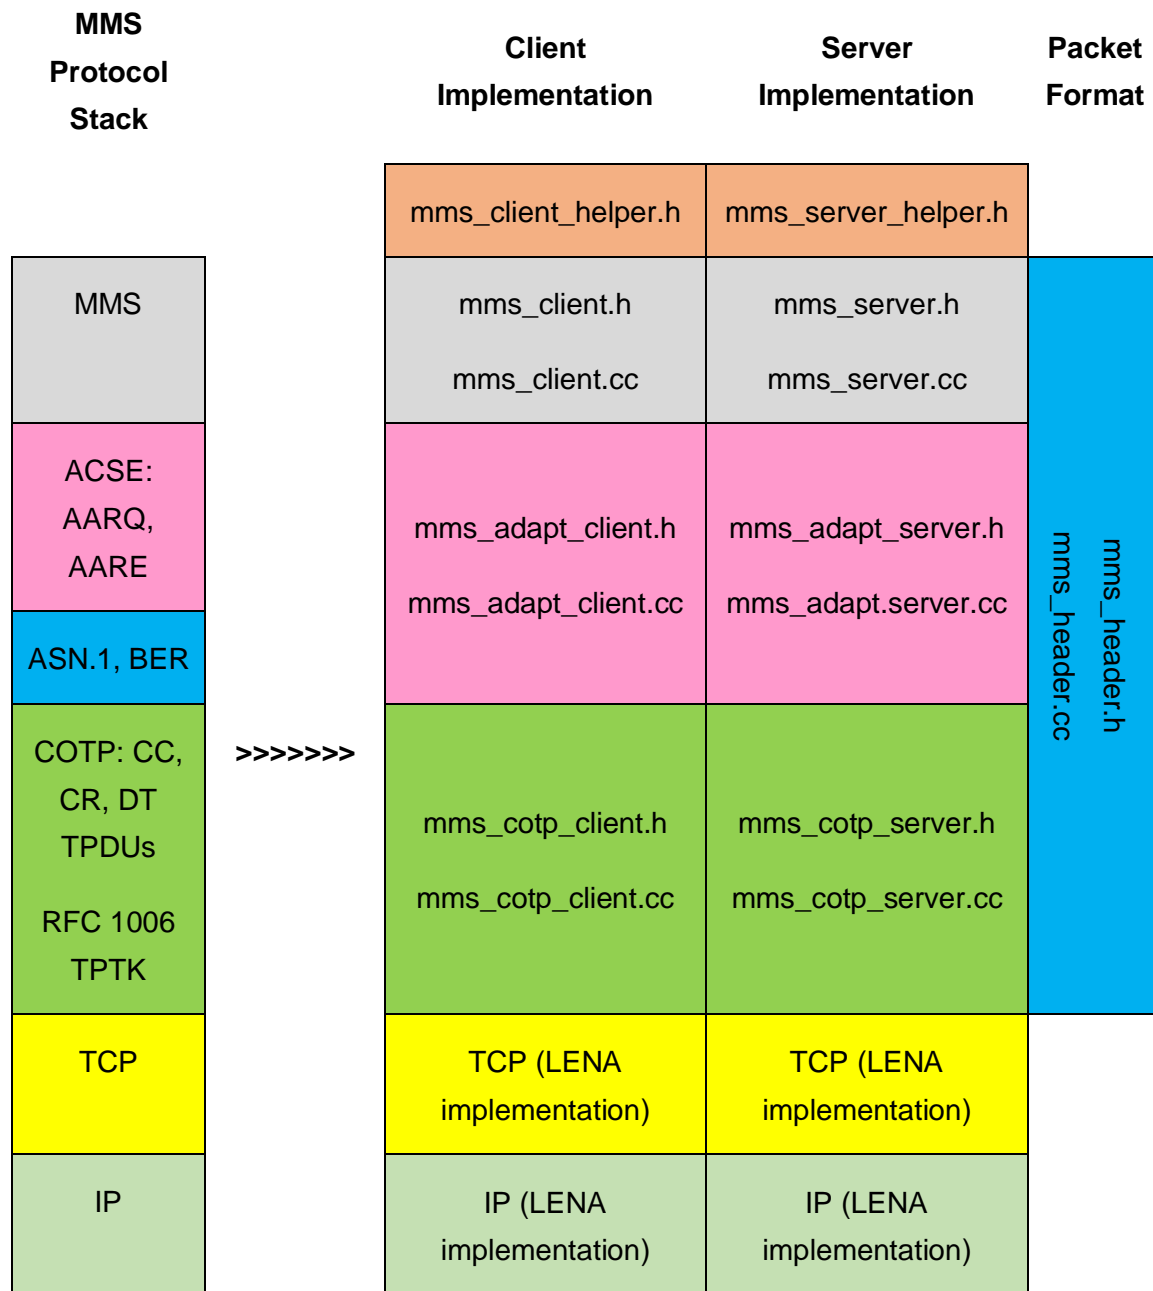 MMS
Protocol
Stack
Client
Implementation
Server
Implementation
Packet
Format
mms_client_helper.h
mms_server_helper.h
MMS
mms_client.h
mms_client.cc
mms_server.h
mms_server.cc
ACSE:
AARQ,
AARE
mms_adapt_client.h
mms_adapt_client.cc
mms_adapt_server.h
mms_adapt.server.cc
mms_header.h
mms_header.cc
ASN.1, BER
COTP: CC,
CR, DT
TPDUs
RFC 1006
TPTK
>>>>>>>
mms_cotp_client.h
mms_cotp_client.cc
mms_cotp_server.h
mms_cotp_server.cc
TCP
TCP (LENA
implementation)
TCP (LENA
implementation)
IP
IP (LENA
implementation)
IP (LENA
implementation)